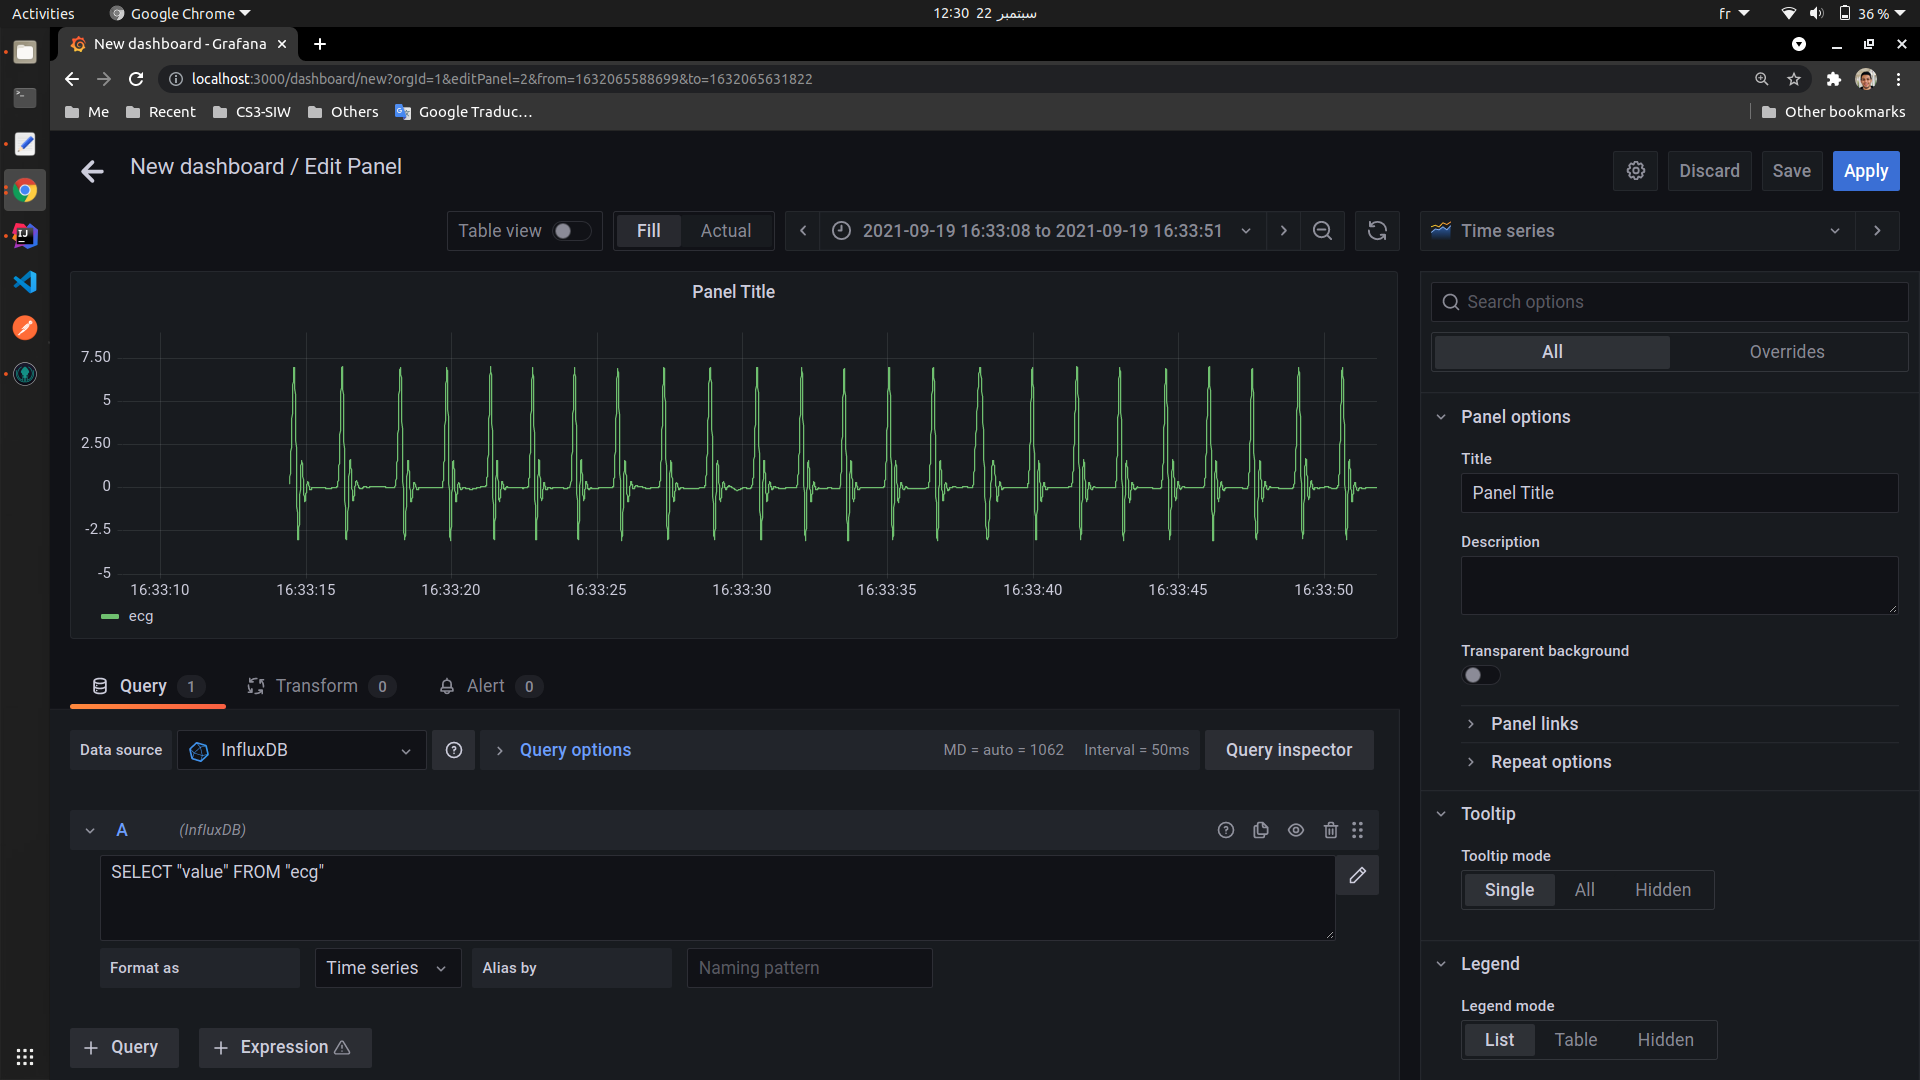 Activities
Google Chrome
12:30 22 سبتمبر
fr
36 %
New dashboard - Grafana
localhost:3000/dashboard/new?orgId=1&editPanel=2&from=1632065588699&to=1632065631822
Me
Recent
CS3-SIW
Others
Google Traduc…
Other bookmarks
New dashboard / Edit Panel
Discard
Save
Apply
Table view
Fill
Actual
2021-09-19 16:33:08 to 2021-09-19 16:33:51
Time series
Panel Title
7.50
5
2.50
0
-2.5
-5
16:33:10
16:33:15
16:33:20
16:33:25
16:33:30
16:33:35
16:33:40
16:33:45
16:33:50
ecg
Search options
All
Overrides
Panel options
Title
Panel Title
Description
Transparent background
Panel links
Repeat options
Tooltip
Tooltip mode
Single
All
Hidden
Legend
Legend mode
List
Table
Hidden
Query 1
Transform 0
Alert 0
Data source
InfluxDB
Query options
MD = auto = 1062
Interval = 50ms
Query inspector
A
(InfluxDB)
SELECT "value" FROM "ecg"
Format as
Time series
Alias by
Naming pattern
+ Query
+ Expression